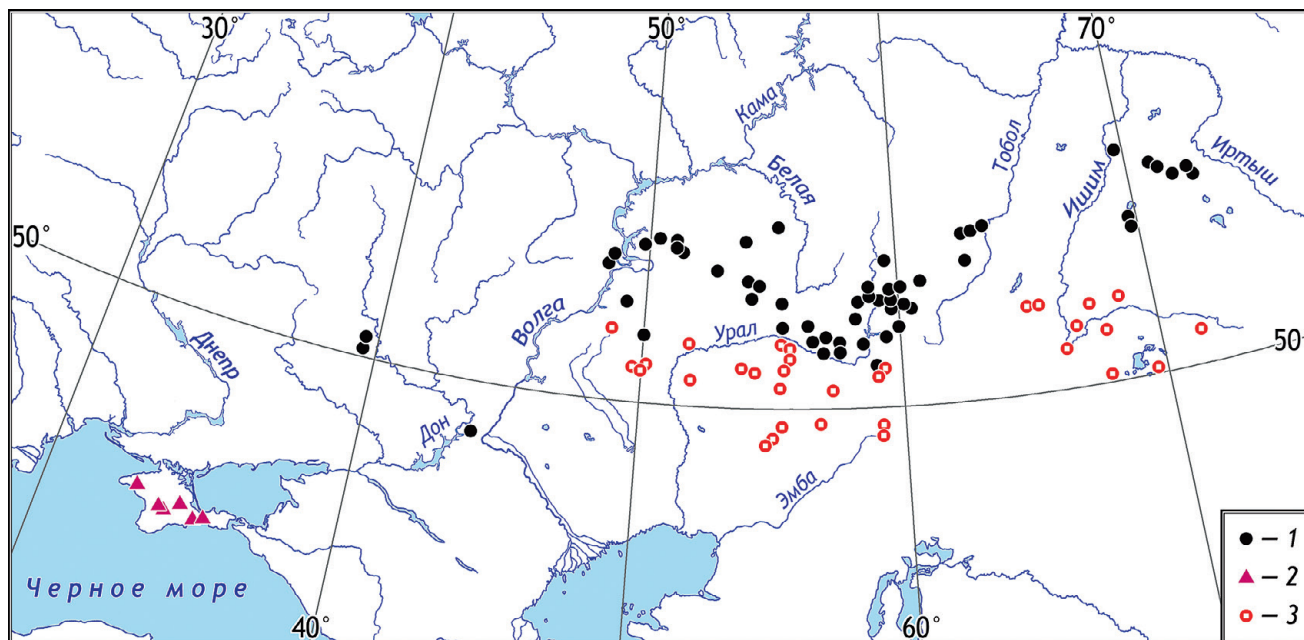 30°
50°
70°
Кама
Тобол
Белая
Ишим
Иртыш
50°
Волга
Урал
Днепр
50°
Дон
Эмба
– 1
– 2
Черное море
– 3
40°
60°